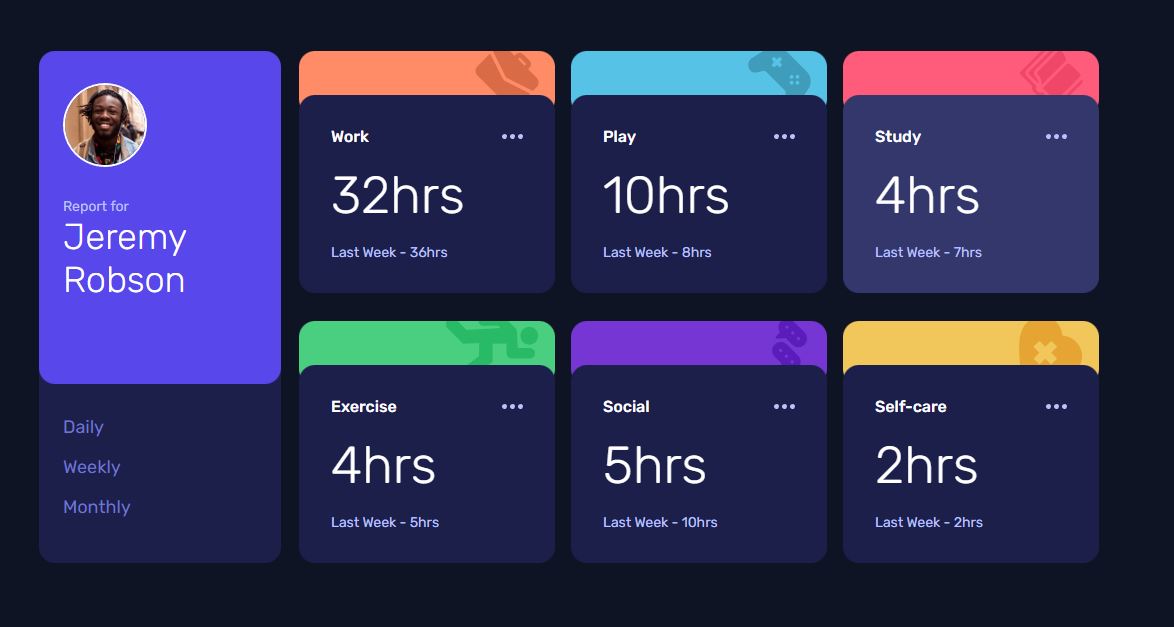 Report for
Jeremy
Robson
Daily
Weekly
Monthly
Work
32hrs
Last Week - 36hrs
Play
10hrs
Last Week - 8hrs
Study
4hrs
Last Week - 7hrs
Exercise
4hrs
Last Week - 5hrs
Social
5hrs
Last Week - 10hrs
Self-care
2hrs
Last Week - 2hrs